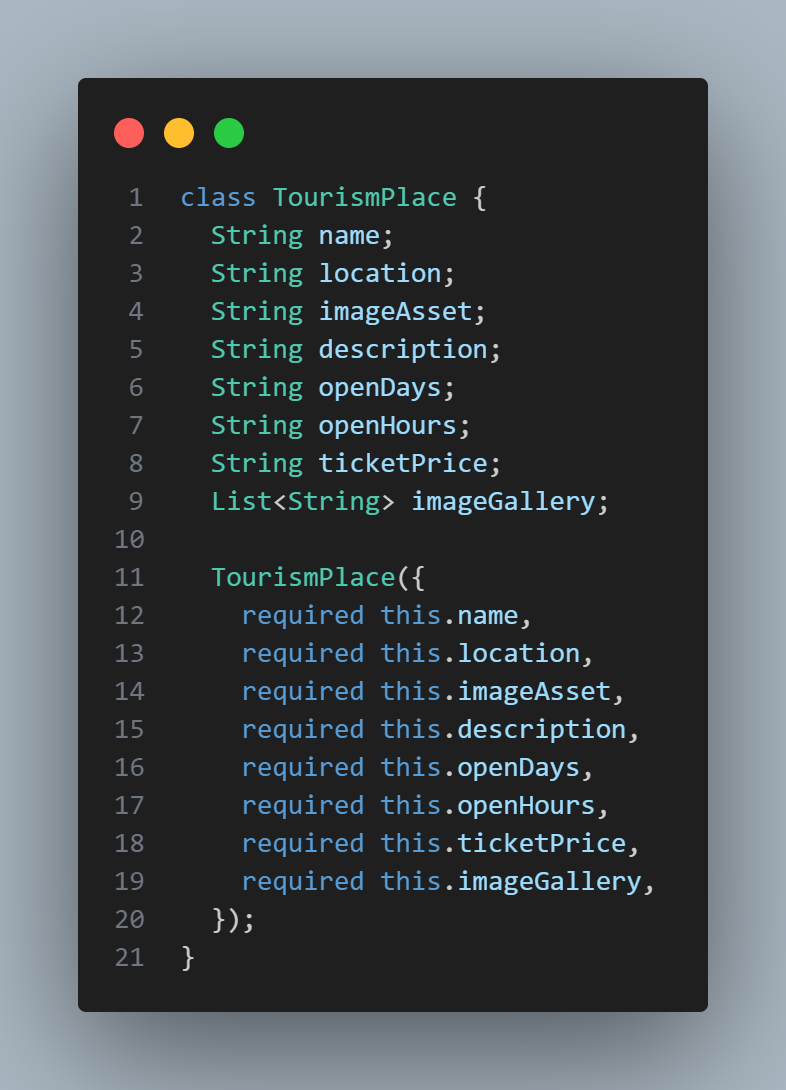 1 class TourismPlace {
2   String name;
3   String location;
4   String imageAsset;
5   String description;
6   String openDays;
7   String openHours;
8   String ticketPrice;
9   List<String> imageGallery;
10
11   TourismPlace({
12     required this.name,
13     required this.location,
14     required this.imageAsset,
15     required this.description,
16     required this.openDays,
17     required this.openHours,
18     required this.ticketPrice,
19     required this.imageGallery,
20   });
21 }